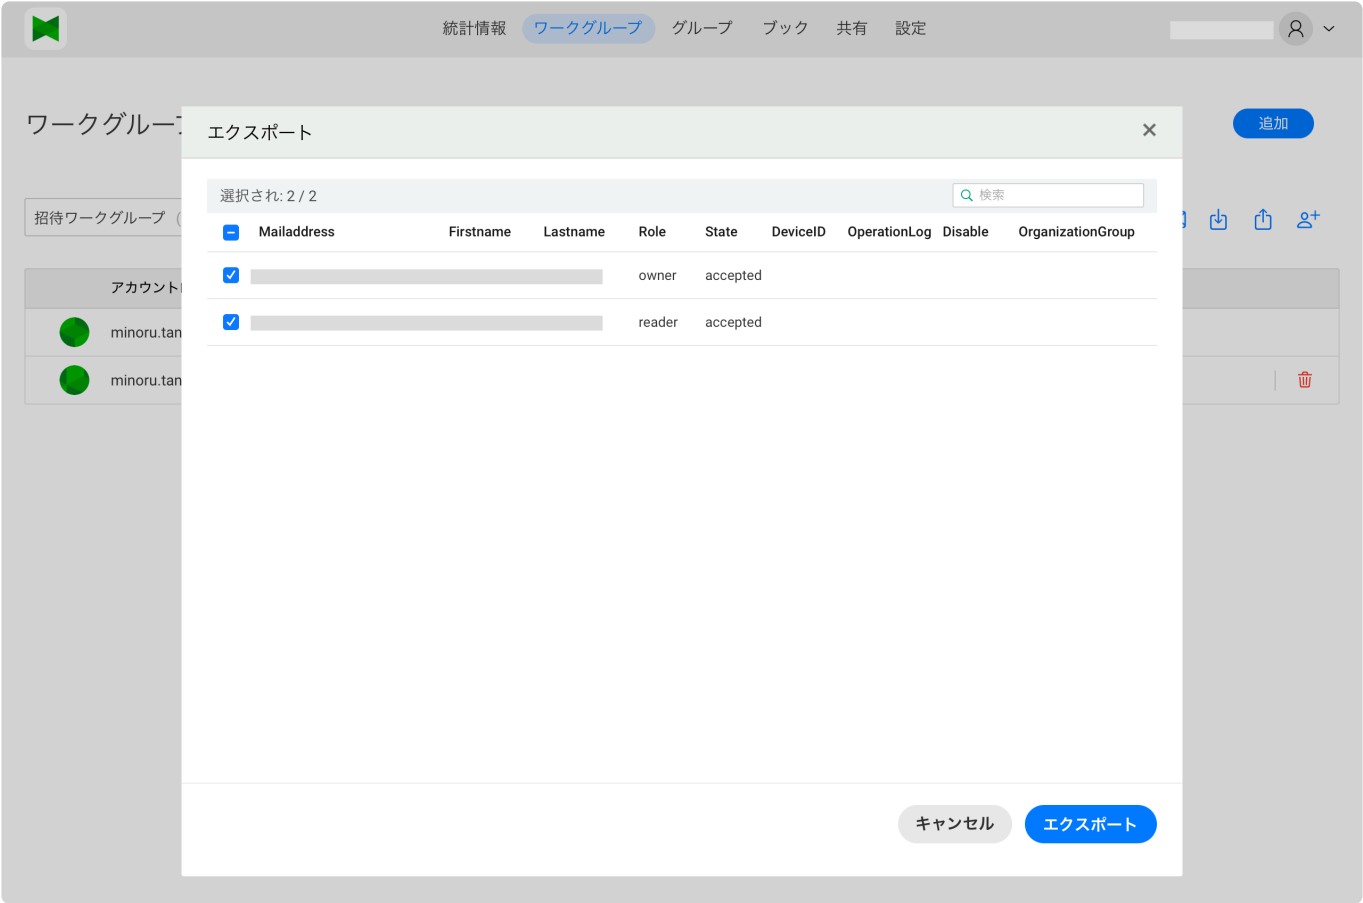 統計情報 ワークグループ グループ ブック 共有 設定
ワークグルー
追加
エクスポート
選択され: 2 / 2
検索
招待ワークグループ
Mailaddress Firstname Lastname Role State DeviceID OperationLog Disable OrganizationGroup
owner accepted
reader accepted
アカウント
minoru.tan
minoru.tan
キャンセル エクスポート